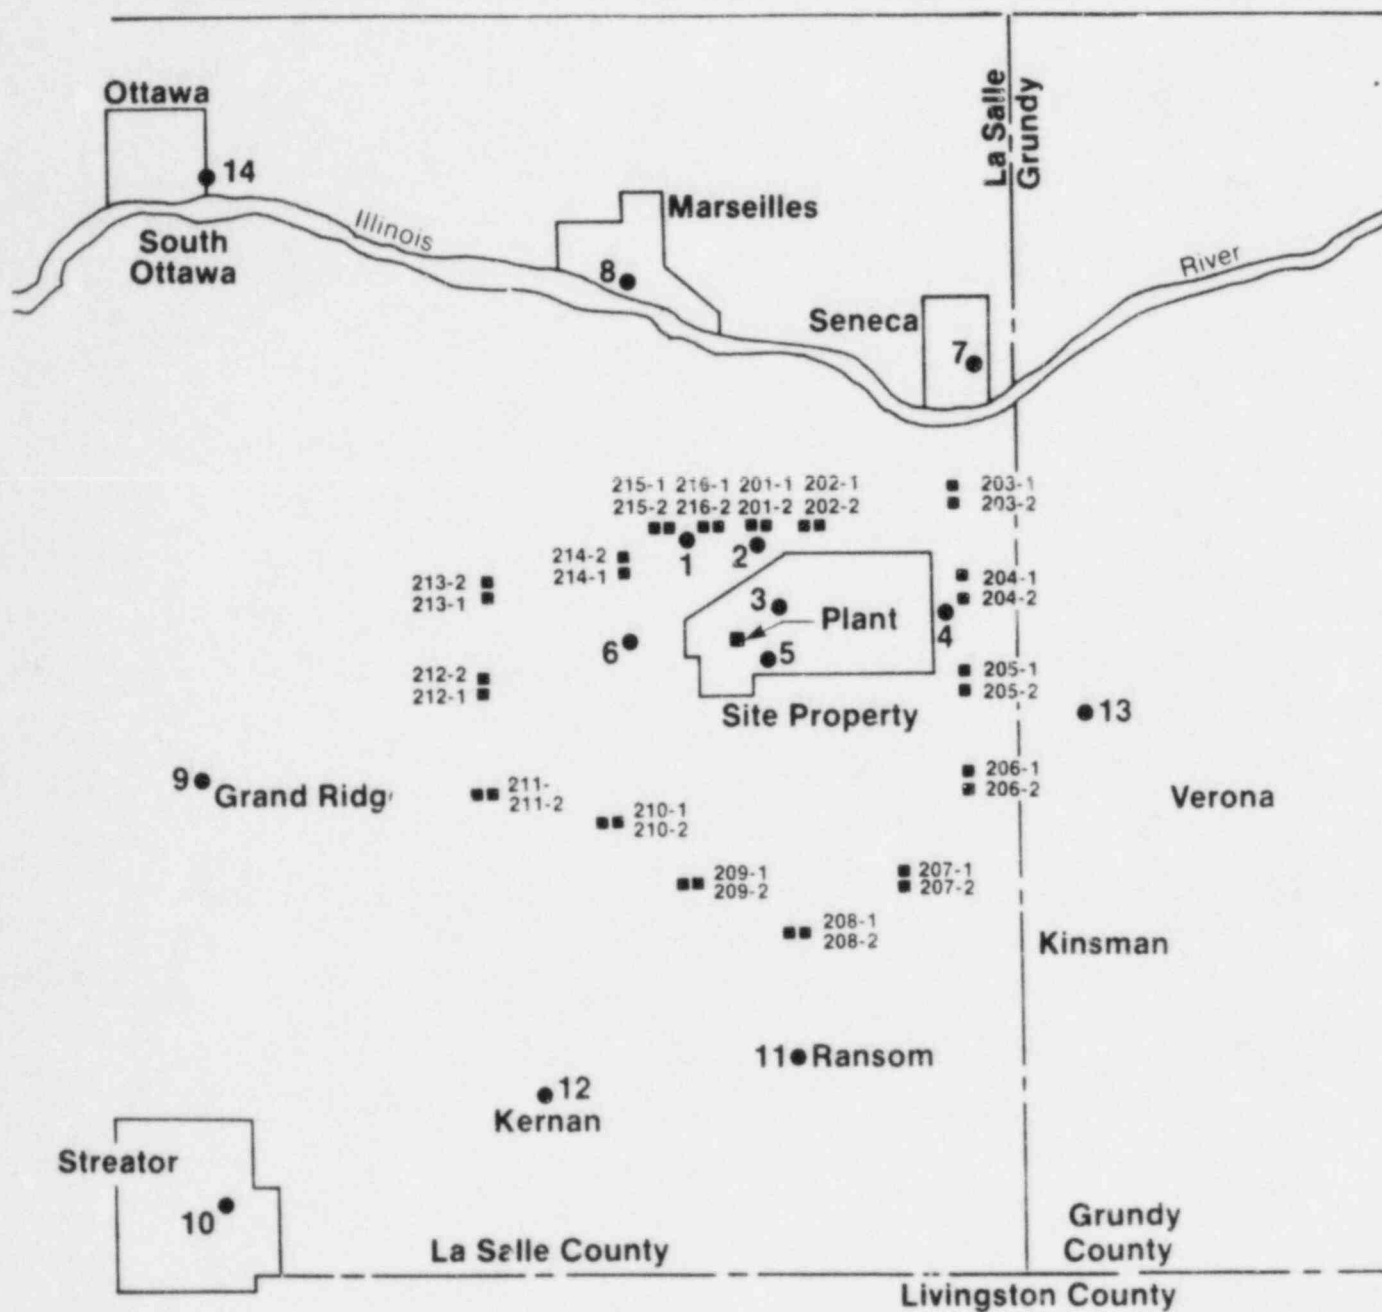 La Salle
Grundy
Ottawa
14
Marseilles
Illinois
South
Ottawa
River
8
Seneca
7
215-1 216-1 201-1 202-1
215-2 216-2 201-2 202-2
203-1
203-2
1
2
214-2
214-1
213-2
213-1
204-1
204-2
3
Plant
4
6
5
205-1
205-2
212-2
212-1
Site Property
13
9
Grand Ridg
211-
211-2
206-1
206-2
Verona
210-1
210-2
209-1
209-2
207-1
207-2
208-1
208-2
Kinsman
11
Ransom
12
Kernan
Streator
10
La Salle County
Grundy
County
Livingston County